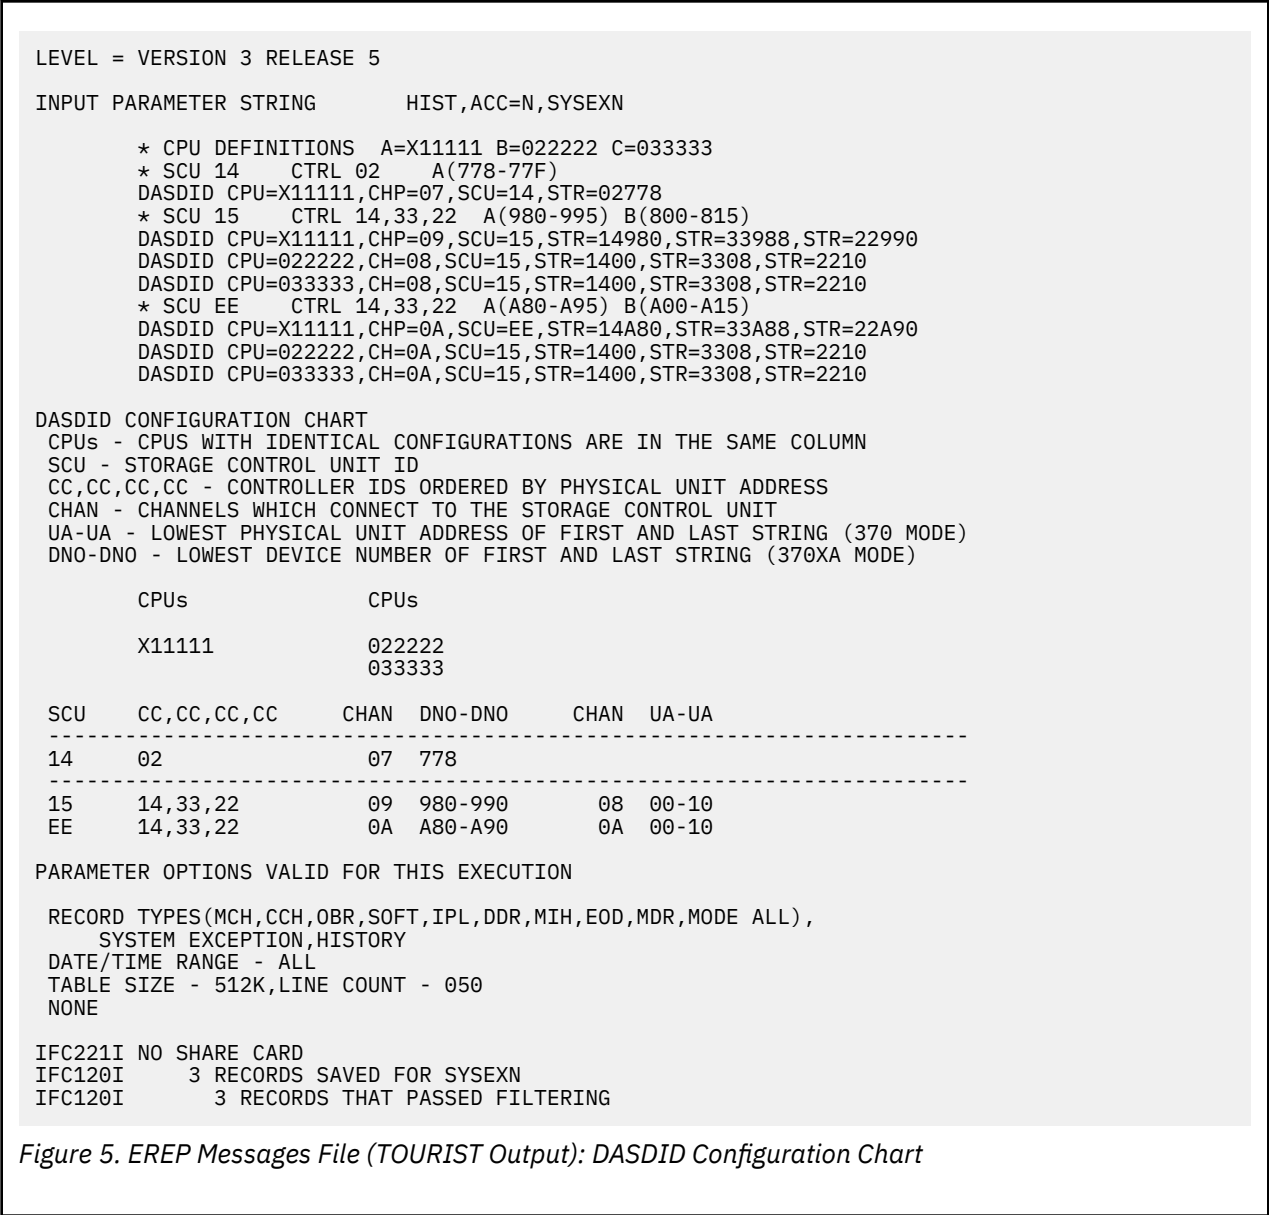 LEVEL = VERSION 3 RELEASE 5
INPUT PARAMETER STRING       HIST,ACC=N,SYSEXN
* CPU DEFINITIONS  A=X11111 B=022222 C=033333
* SCU 14    CTRL 02    A(778-77F)
DASDID CPU=X11111,CHP=07,SCU=14,STR=02778
* SCU 15    CTRL 14,33,22  A(980-995) B(800-815)
DASDID CPU=X11111,CHP=09,SCU=15,STR=14980,STR=33988,STR=22990
DASDID CPU=022222,CH=08,SCU=15,STR=1400,STR=3308,STR=2210
DASDID CPU=033333,CH=08,SCU=15,STR=1400,STR=3308,STR=2210
* SCU EE    CTRL 14,33,22  A(A80-A95) B(A00-A15)
DASDID CPU=X11111,CHP=0A,SCU=EE,STR=14A80,STR=33A88,STR=22A90
DASDID CPU=022222,CH=0A,SCU=15,STR=1400,STR=3308,STR=2210
DASDID CPU=033333,CH=0A,SCU=15,STR=1400,STR=3308,STR=2210
DASDID CONFIGURATION CHART
CPUs - CPUS WITH IDENTICAL CONFIGURATIONS ARE IN THE SAME COLUMN
SCU - STORAGE CONTROL UNIT ID
CC,CC,CC,CC - CONTROLLER IDS ORDERED BY PHYSICAL UNIT ADDRESS
CHAN - CHANNELS WHICH CONNECT TO THE STORAGE CONTROL UNIT
UA-UA - LOWEST PHYSICAL UNIT ADDRESS OF FIRST AND LAST STRING (370 MODE)
DNO-DNO - LOWEST DEVICE NUMBER OF FIRST AND LAST STRING (370XA MODE)
CPUs              CPUs
X11111            022222
033333
SCU    CC,CC,CC,CC     CHAN  DNO-DNO     CHAN  UA-UA
------------------------------------------------------------------------
14     02                07  778
------------------------------------------------------------------------
15     14,33,22          09  980-990       08  00-10
EE     14,33,22          0A  A80-A90       0A  00-10
PARAMETER OPTIONS VALID FOR THIS EXECUTION
RECORD TYPES(MCH,CCH,OBR,SOFT,IPL,DDR,MIH,EOD,MDR,MODE ALL),
SYSTEM EXCEPTION,HISTORY
DATE/TIME RANGE - ALL
TABLE SIZE - 512K,LINE COUNT - 050
NONE
IFC221I NO SHARE CARD
IFC120I     3 RECORDS SAVED FOR SYSEXN
IFC120I       3 RECORDS THAT PASSED FILTERING
Figure 5. EREP Messages File (TOURIST Output): DASDID Configuration Chart